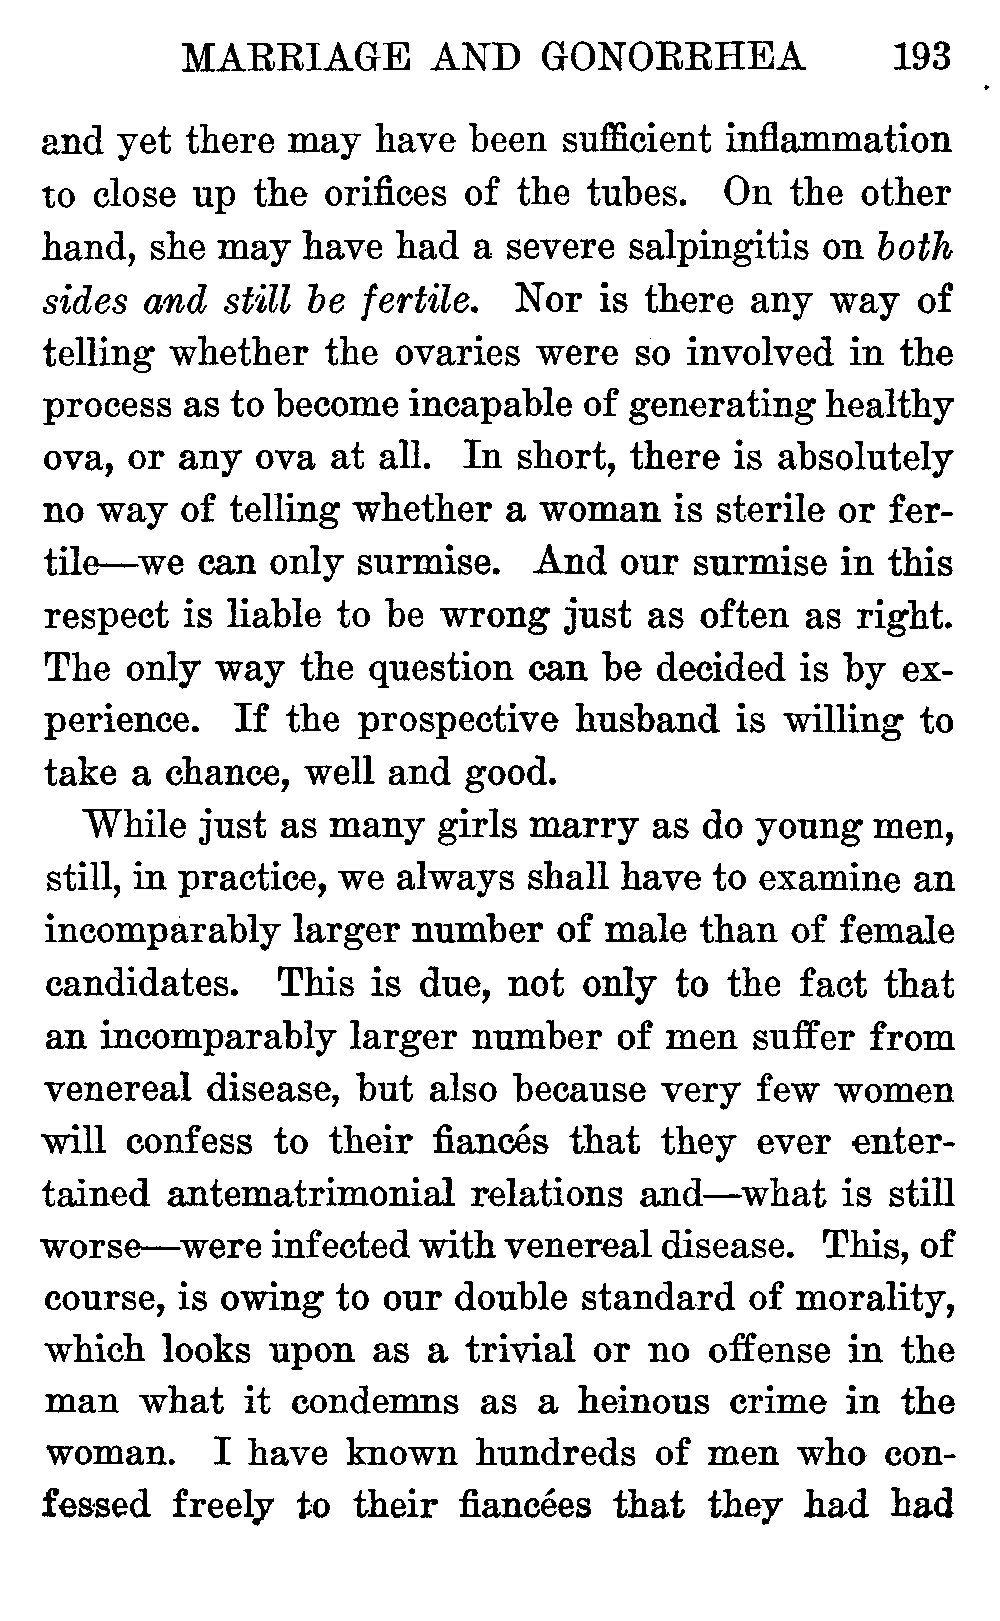 MARRIAGE AND GONORRHEA 193
and yet there may have been sufficient inflammation
to close up the orifices of the tubes. On the other
hand, she may have had a severe salpingitis on both
sides and still be fertile. Nor is there any way of
telling whether the ovaries were so involved in the
process as to become incapable of generating healthy
ova, or any ova at all. In short, there is absolutely
no way of telling whether a woman is sterile or fer-
tile—we can only surmise. And our surmise in this
respect is liable to be wrong just as often as right.
The only way the question can be decided is by ex-
perience. If the prospective husband is willing to
take a chance, well and good.
While just as many girls marry as do young men,
still, in practice, we always shall have to examine an
incomparably larger number of male than of female
candidates. This is due, not only to the fact that
an incomparably larger number of men suffer from
venereal disease, but also because very few women
will confess to their fiancés that they ever enter-
tained antematrimonial relations and—what is still
worse—were infected with venereal disease. This, of
course, is owing to our double standard of morality,
which looks upon as a trivial or no offense in the
man what it condemns as a heinous crime in the
woman. I have known hundreds of men who con-
fessed freely to their fiancées that they had had